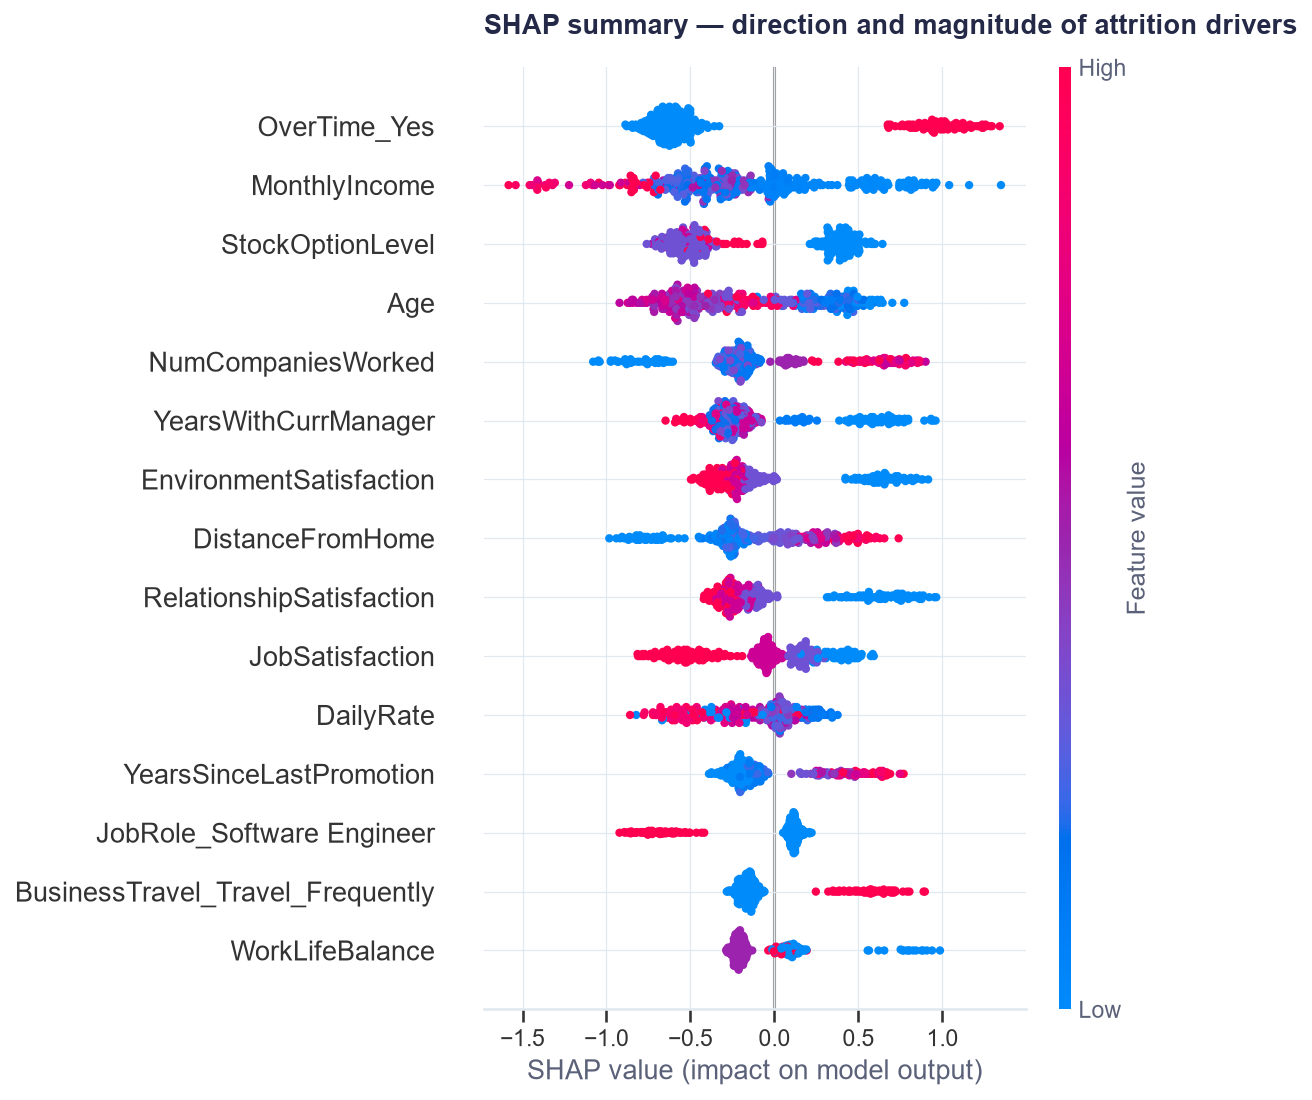 SHAP summary — direction and magnitude of attrition drivers
High
OverTime_Yes
MonthlyIncome
StockOptionLevel
Age
NumCompaniesWorked
YearsWithCurrManager
EnvironmentSatisfaction
DistanceFromHome
RelationshipSatisfaction
JobSatisfaction
DailyRate
YearsSinceLastPromotion
JobRole_Software Engineer
BusinessTravel_Travel_Frequently
WorkLifeBalance
Feature value
Low
−1.5 −1.0 −0.5 0.0 0.5 1.0
SHAP value (impact on model output)